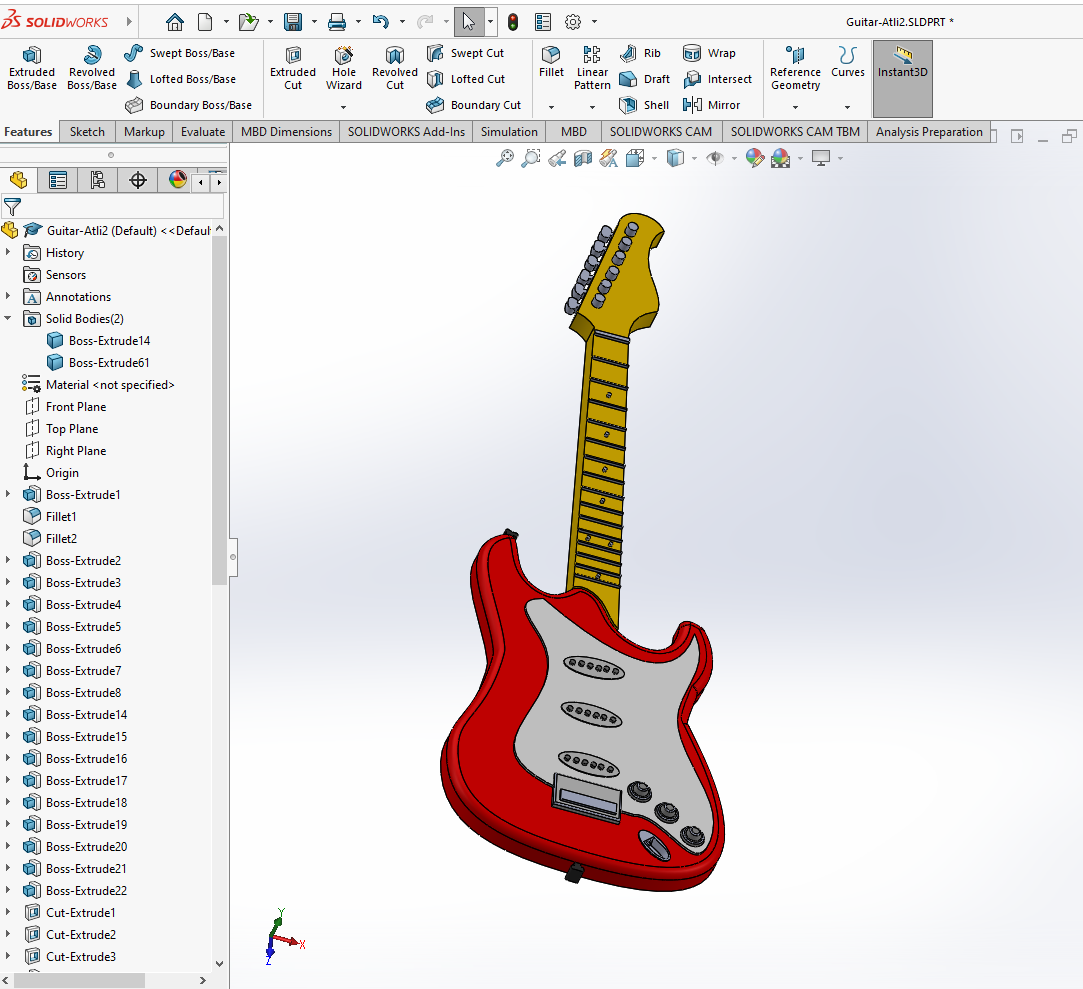 SOLIDWORKS
Guitar-Atli2.SLDPRT *
Extruded Boss/Base
Revolved Boss/Base
Swept Boss/Base
Lofted Boss/Base
Boundary Boss/Base
Extruded Cut
Hole Wizard
Revolved Cut
Swept Cut
Lofted Cut
Boundary Cut
Fillet
Linear Pattern
Rib
Draft
Shell
Wrap
Intersect
Mirror
Reference Geometry
Curves
Instant3D
Features
Sketch
Markup
Evaluate
MBD Dimensions
SOLIDWORKS Add-Ins
Simulation
MBD
SOLIDWORKS CAM
SOLIDWORKS CAM TBM
Analysis Preparation
Guitar-Atli2 (Default) <<Defaul
History
Sensors
Annotations
Solid Bodies(2)
Boss-Extrude14
Boss-Extrude61
Material <not specified>
Front Plane
Top Plane
Right Plane
Origin
Boss-Extrude1
Fillet1
Fillet2
Boss-Extrude2
Boss-Extrude3
Boss-Extrude4
Boss-Extrude5
Boss-Extrude6
Boss-Extrude7
Boss-Extrude8
Boss-Extrude14
Boss-Extrude15
Boss-Extrude16
Boss-Extrude17
Boss-Extrude18
Boss-Extrude19
Boss-Extrude20
Boss-Extrude21
Boss-Extrude22
Cut-Extrude1
Cut-Extrude2
Cut-Extrude3
Y
X
Z